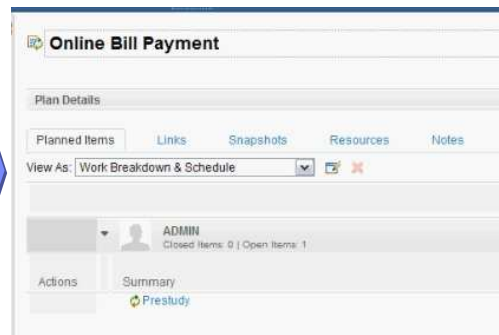 Online Bill Payment
Plan Details
Planned Items Links Snapshots Resources Notes
View As: Work Breakdown & Schedule
ADMIN
Closed Items: 0 | Open Items: 1
Actions Summary
Prestudy